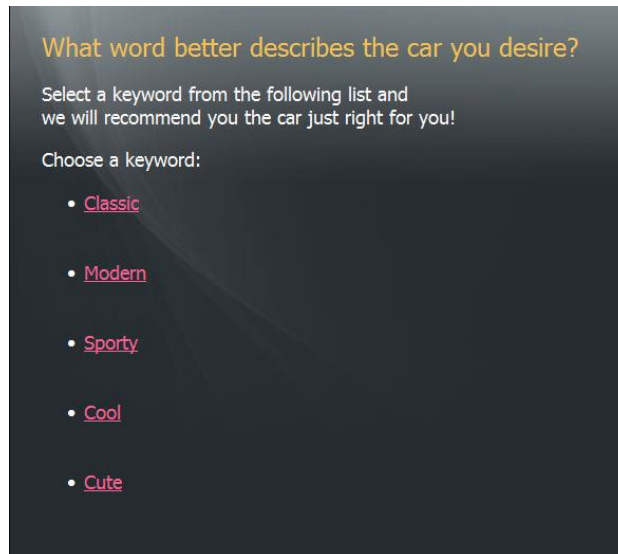 What word better describes the car you desire?
Select a keyword from the following list and
we will recommend you the car just right for you!
Choose a keyword:
• Classic
• Modern
• Sporty
• Cool
• Cute